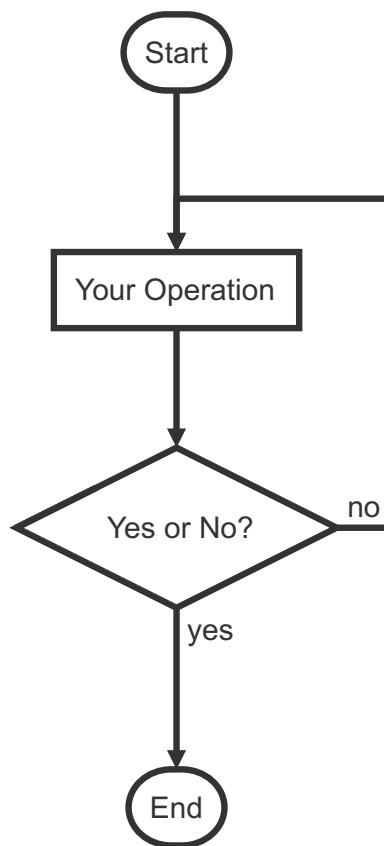 Start
Your Operation
Yes or No?
no
yes
End